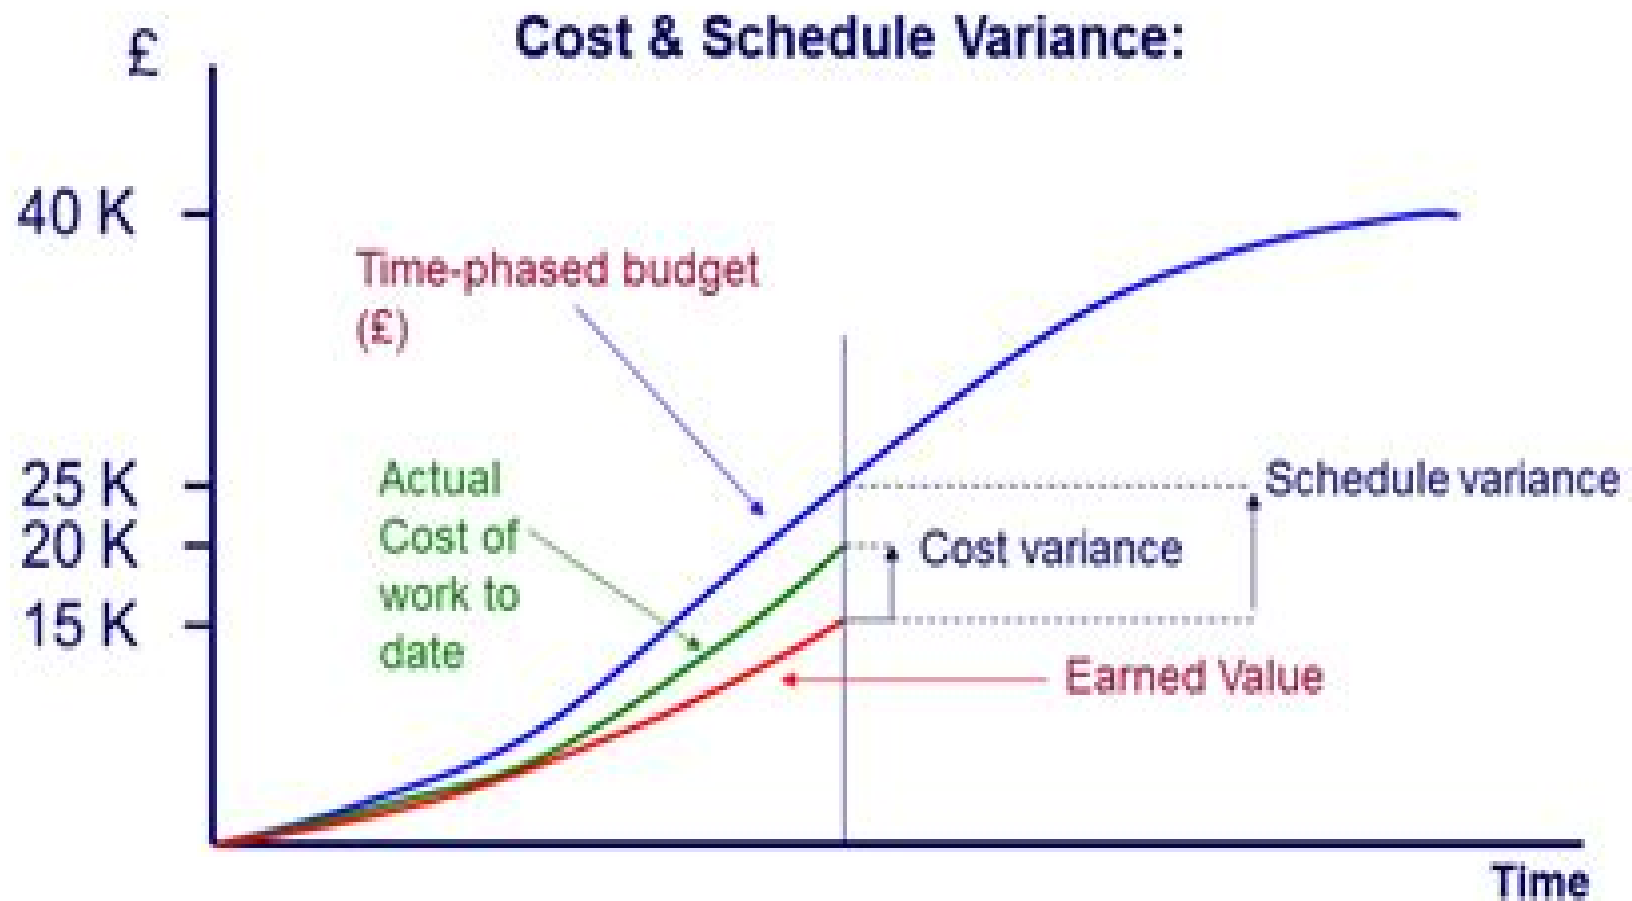 Cost & Schedule Variance:
£
40 K
Time-phased budget
(£)
25 K
20 K
15 K
Actual
Cost of
work to
date
Schedule variance
Cost variance
Earned Value
Time